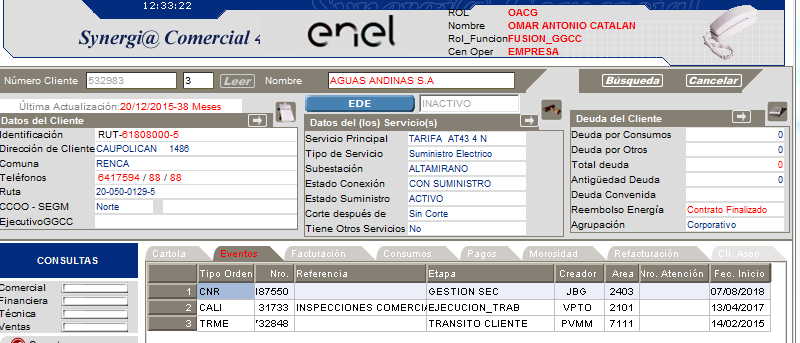 12:33:22
Synergi@ Comercial 4
enel
ROL OACG
Nombre OMAR ANTONIO CATALAN
Rol_Funcion FUSION_GGCC
Cen Oper EMPRESA
Número Cliente 532983 3 Leer Nombre AGUAS ANDINAS S.A Búsqueda Cancelar
Última Actualización:20/12/2015-38 Meses
EDE INACTIVO
Datos del Cliente
Identificación RUT-61808000-5
Dirección de Cliente CAUPOLICAN 1486
Comuna RENCA
Teléfonos 6417594 / 88 / 88
Ruta 20-050-0129-5
CCOO - SEGM Norte
EjecutivoGGCC
Datos del (los) Servicio(s)
Servicio Principal TARIFA AT43 4 N
Tipo de Servicio Suministro Electrico
Subestación ALTAMIRANO
Estado Conexión CON SUMINISTRO
Estado Suministro ACTIVO
Corte después de Sin Corte
Tiene Otros Servicios No
Deuda del Cliente
Deuda por Consumos 0
Deuda por Otros 0
Total deuda 0
Antigüedad Deuda 0
Deuda Convenida
Reembolso Energía Contrato Finalizado
Agrupación Corporativo
CONSULTAS
Comercial
Financiera
Técnica
Ventas
Cartola Eventos Facturación Consumos Pagos Morosidad Refacturación Cli. Asoc
Tipo Orden Nro. Referencia Etapa Creador Area Nro. Atención Fec. Inicio
1 CNR 87550 GESTION SEC JBG 2403 07/08/2018
2 CALI 31733 INSPECCIONES COMERCIA EJECUCION_TRAB VPTO 2101 13/04/2017
3 TRME 32848 TRANSITO CLIENTE PVMM 7111 14/02/2015